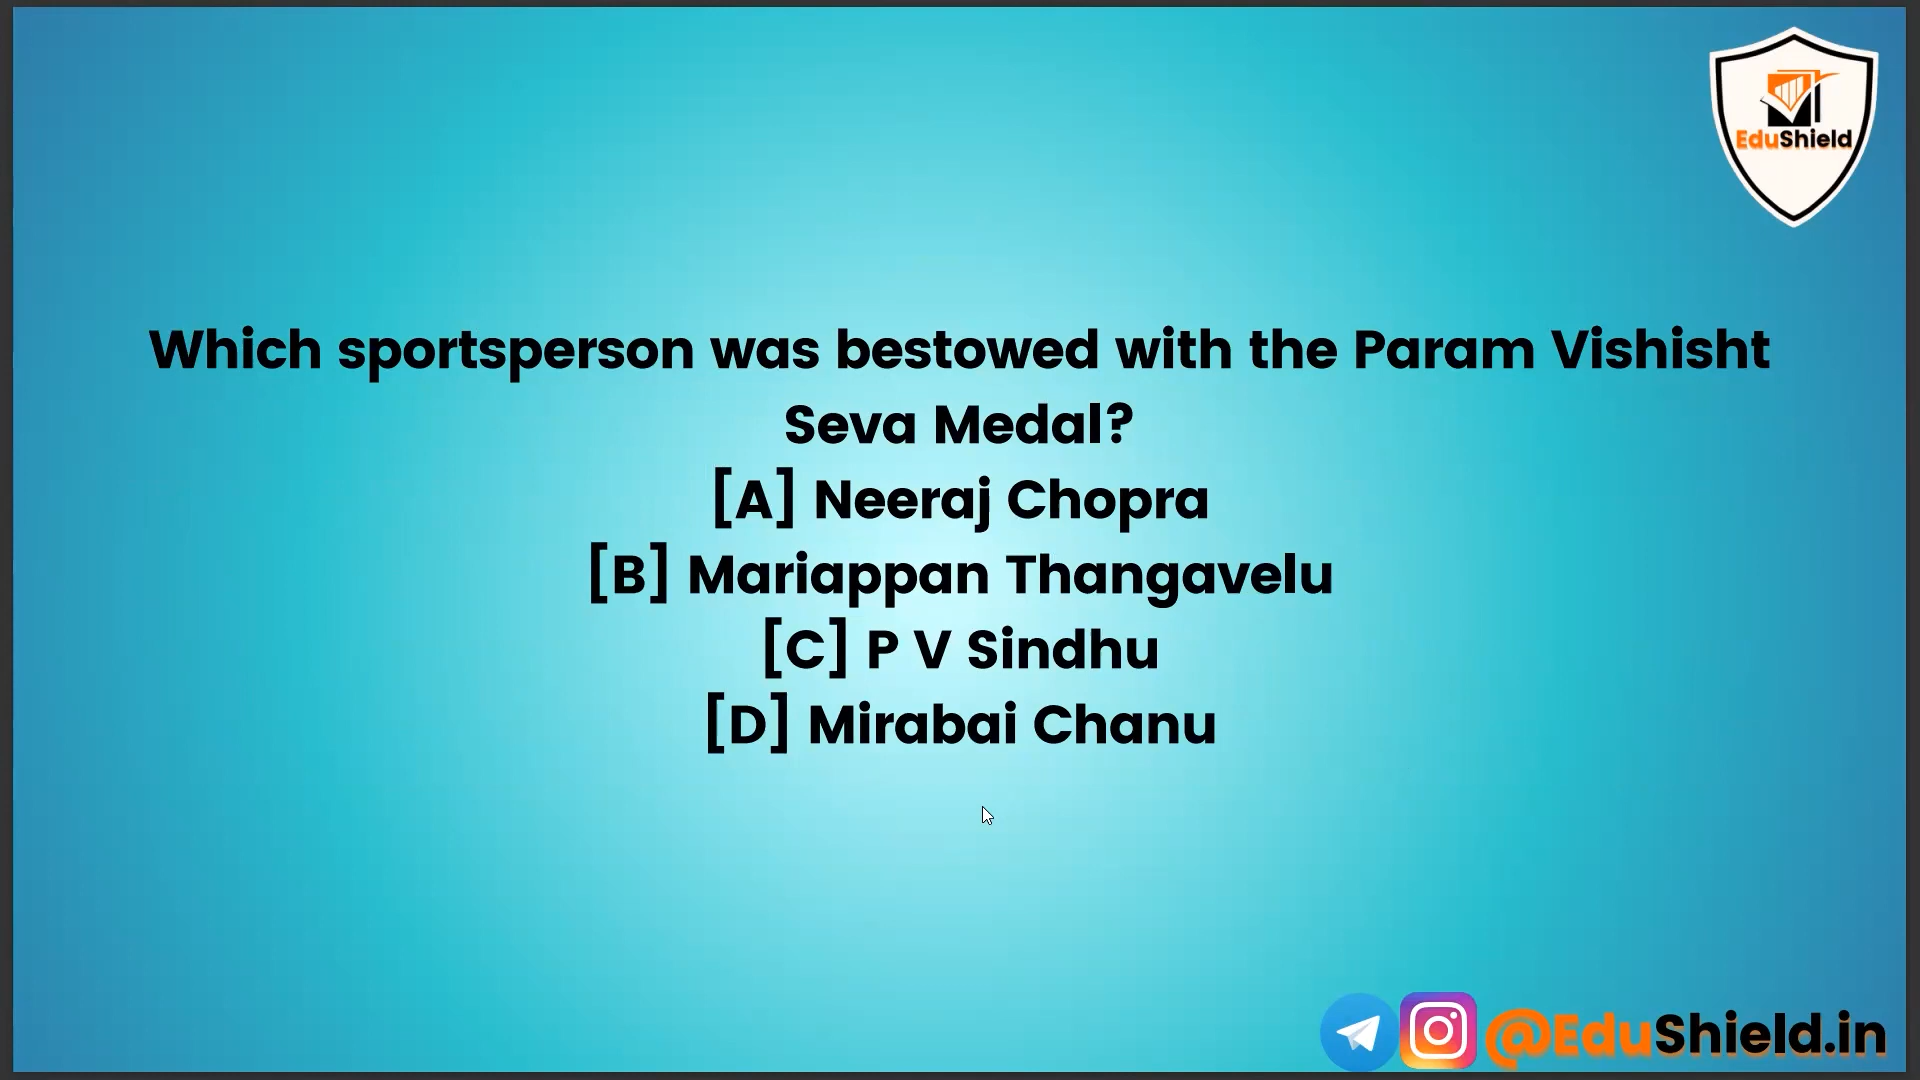 EduShield
Which sportsperson was bestowed with the Param Vishisht
Seva Medal?
[A] Neeraj Chopra
[B] Mariappan Thangavelu
[C] P V Sindhu
[D] Mirabai Chanu
@EduShield.in